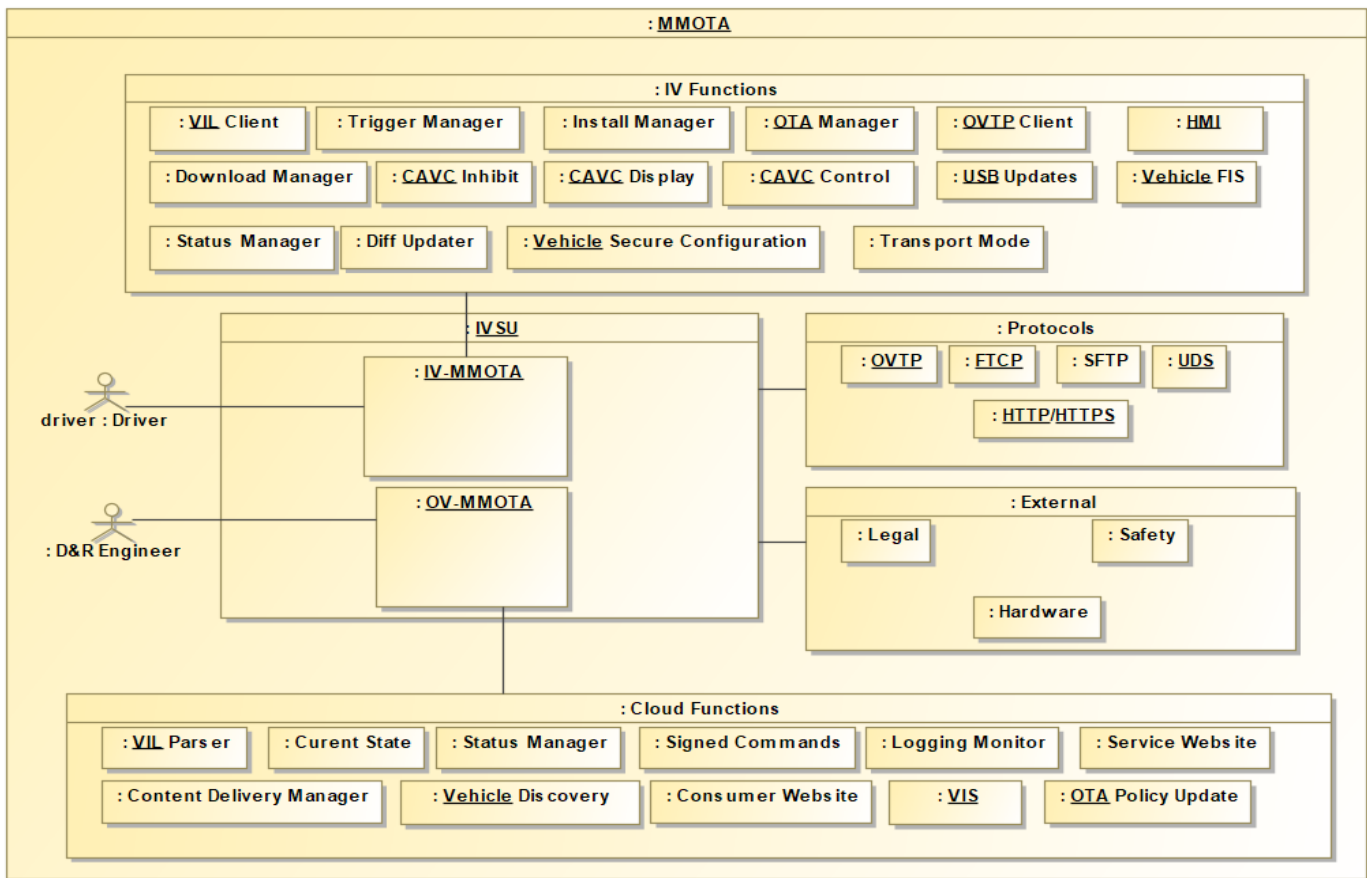 : MMOTA
: IV Functions
: VIL Client
: Trigger Manager
: Install Manager
: OTA Manager
: OVTP Client
: HMI
: Download Manager
: CAVC Inhibit
: CAVC Display
: CAVC Control
: USB Updates
: Vehicle FIS
: Status Manager
: Diff Updater
: Vehicle Secure Configuration
: Transport Mode
: IVSU
: IV-MMOTA
driver : Driver
: OV-MMOTA
: D&R Engineer
: Protocols
: OVTP
: FTCP
: SFTP
: UDS
: HTTP/HTTPS
: External
: Legal
: Safety
: Hardware
: Cloud Functions
: VIL Parser
: Curent State
: Status Manager
: Signed Commands
: Logging Monitor
: Service Website
: Content Delivery Manager
: Vehicle Discovery
: Consumer Website
: VIS
: OTA Policy Update